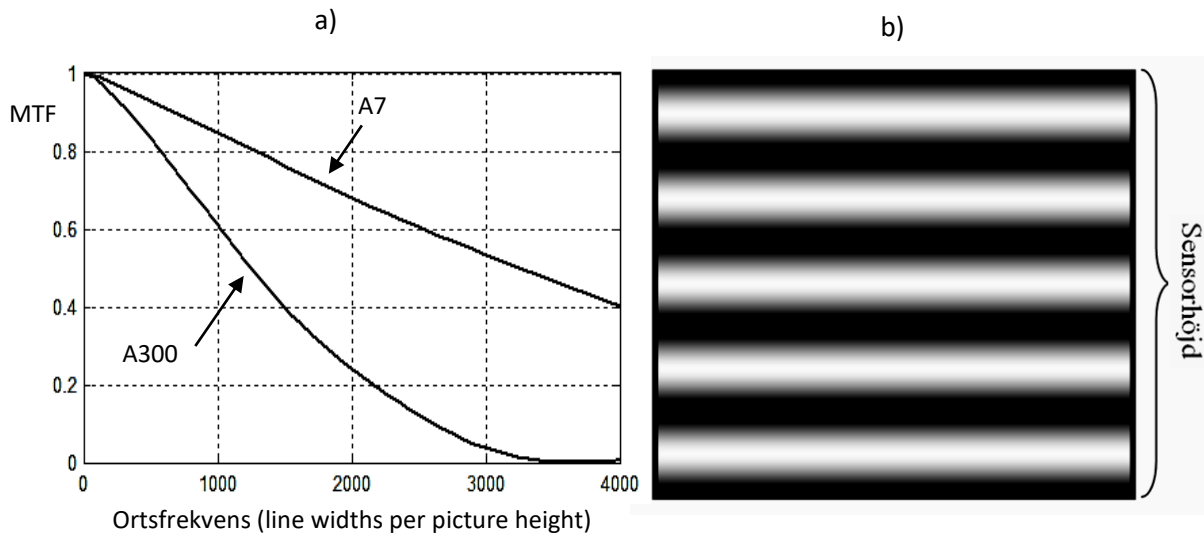 a)
b)
MTF
1
0.8
0.6
0.4
0.2
0
A7
A300
0 1000 2000 3000 4000
Ortsfrekvens (line widths per picture height)
Sensorhöjd